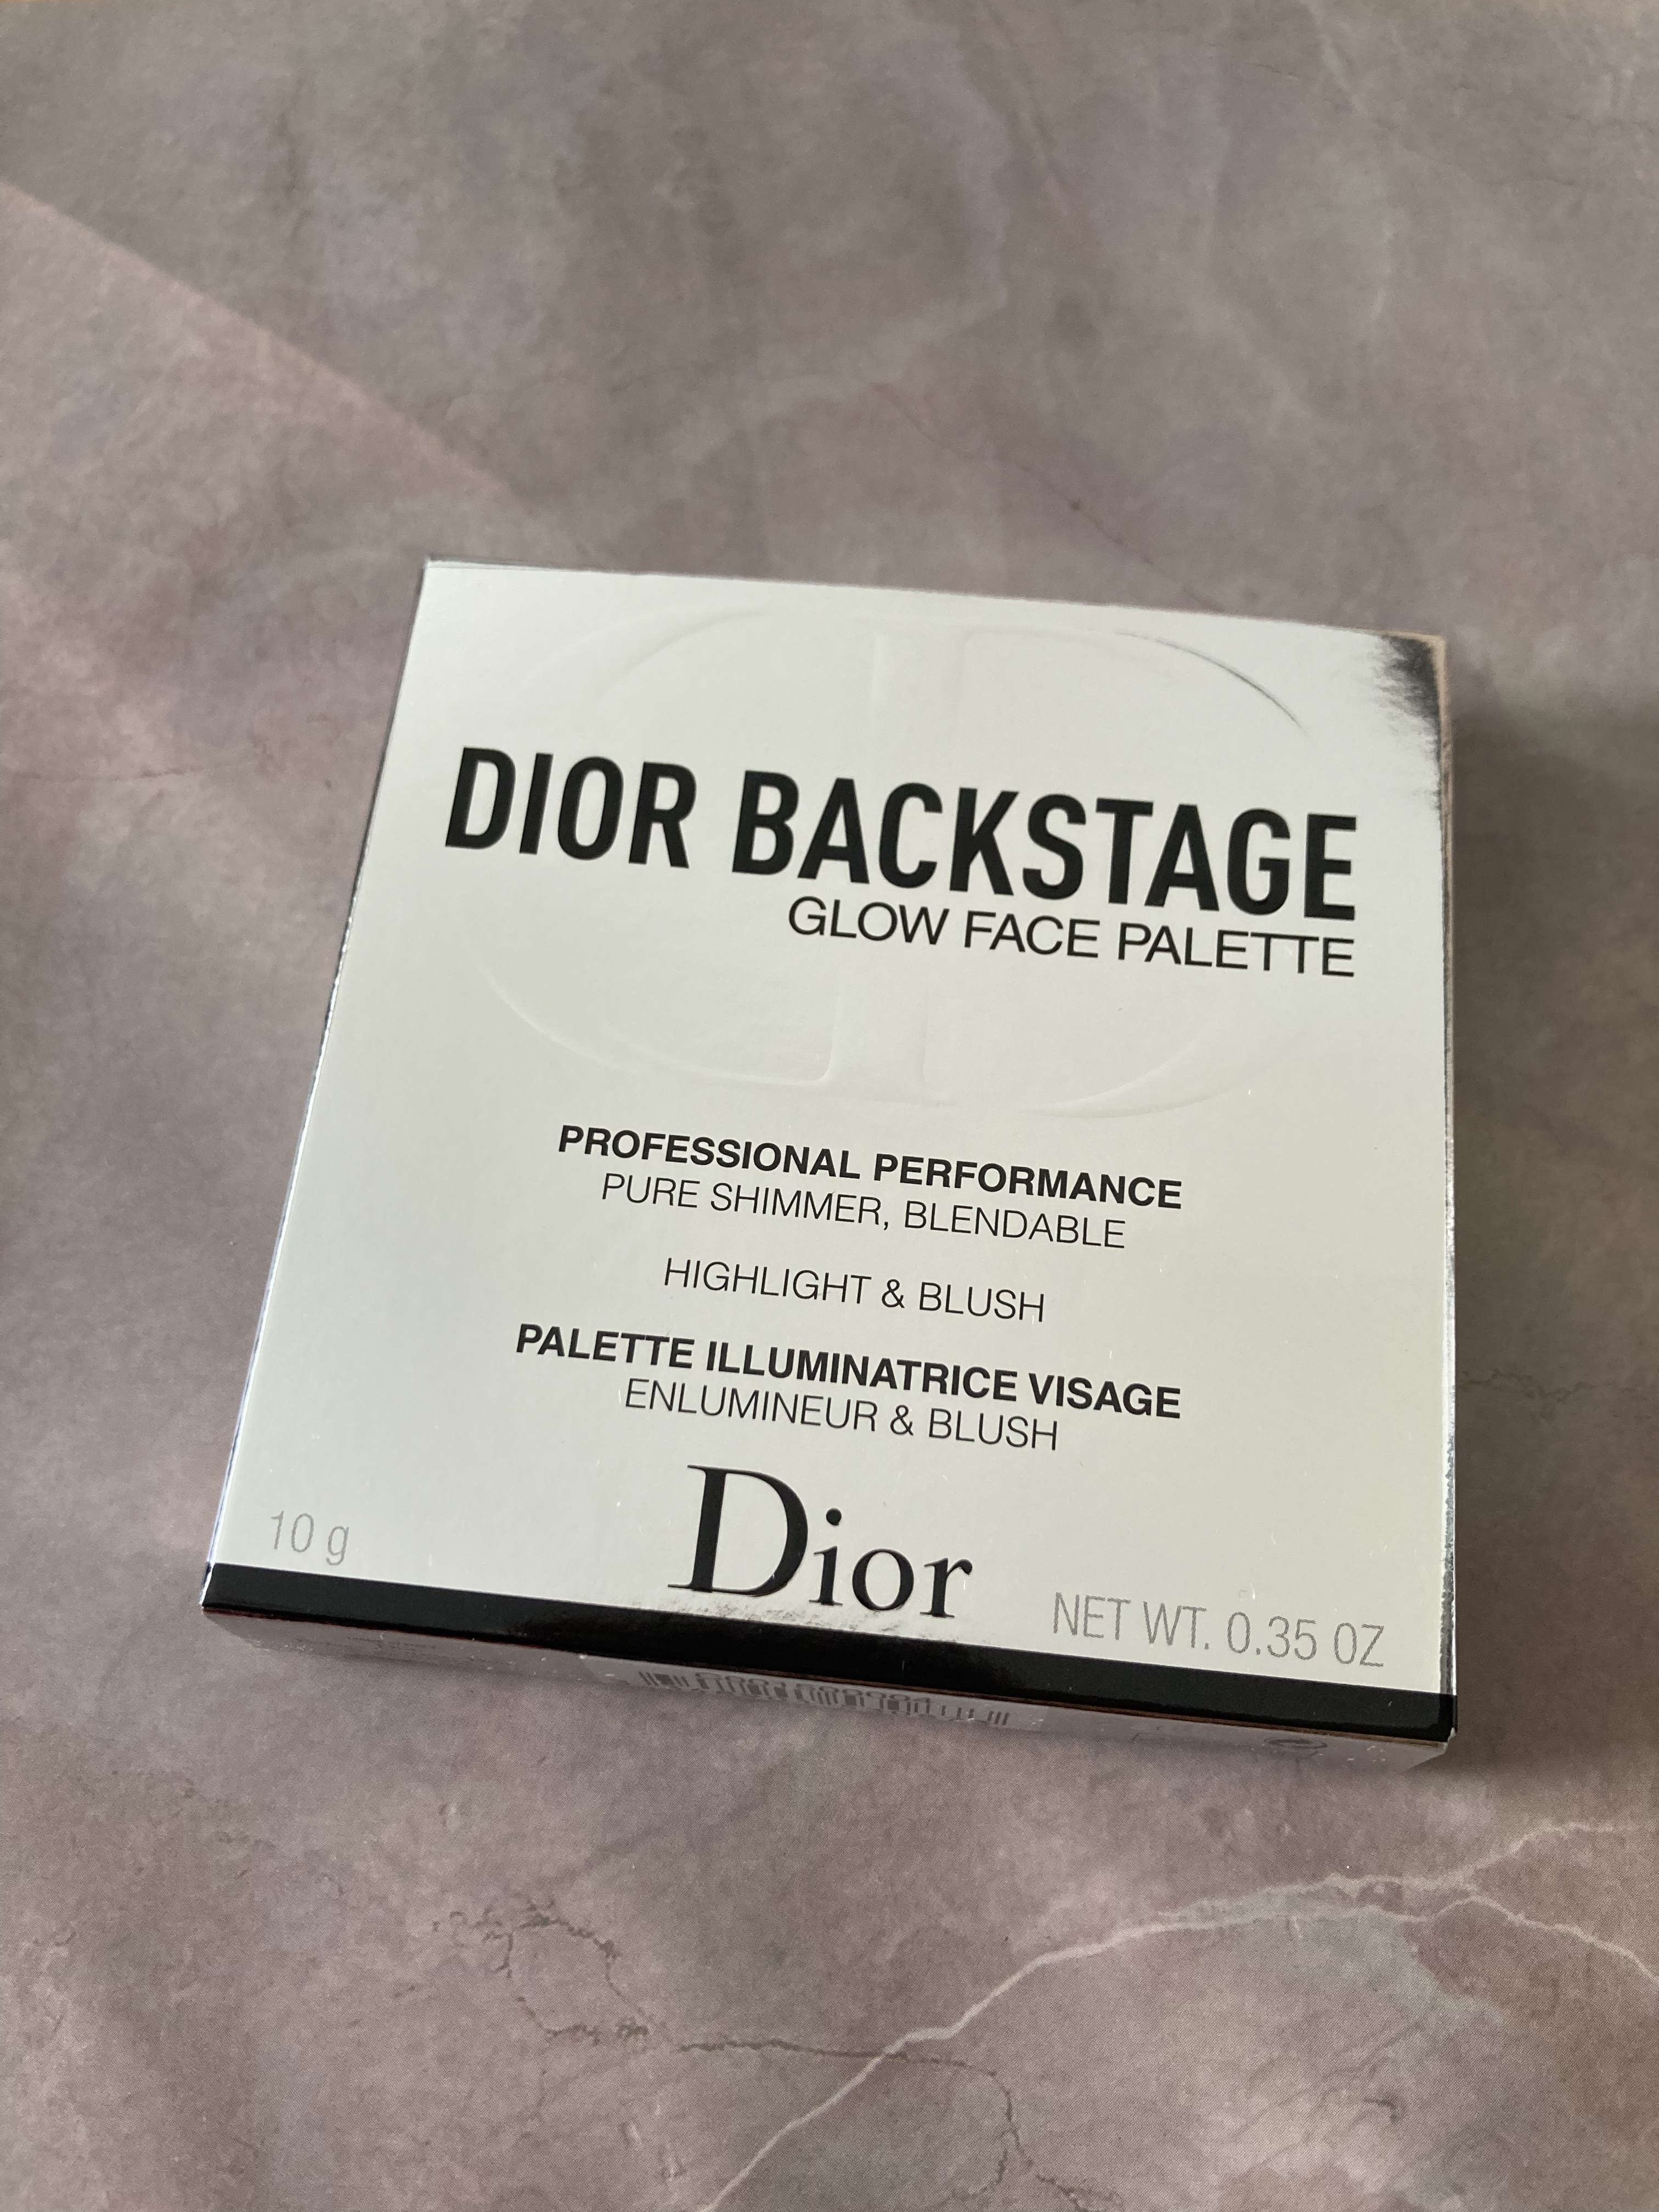 DIOR BACKSTAGE
GLOW FACE PALETTE
PROFESSIONAL PERFORMANCE
PURE SHIMMER, BLENDABLE
HIGHLIGHT & BLUSH
PALETTE ILLUMINATRICE VISAGE
ENLUMINEUR & BLUSH
Dior
10 g
NET WT. 0.35 OZ